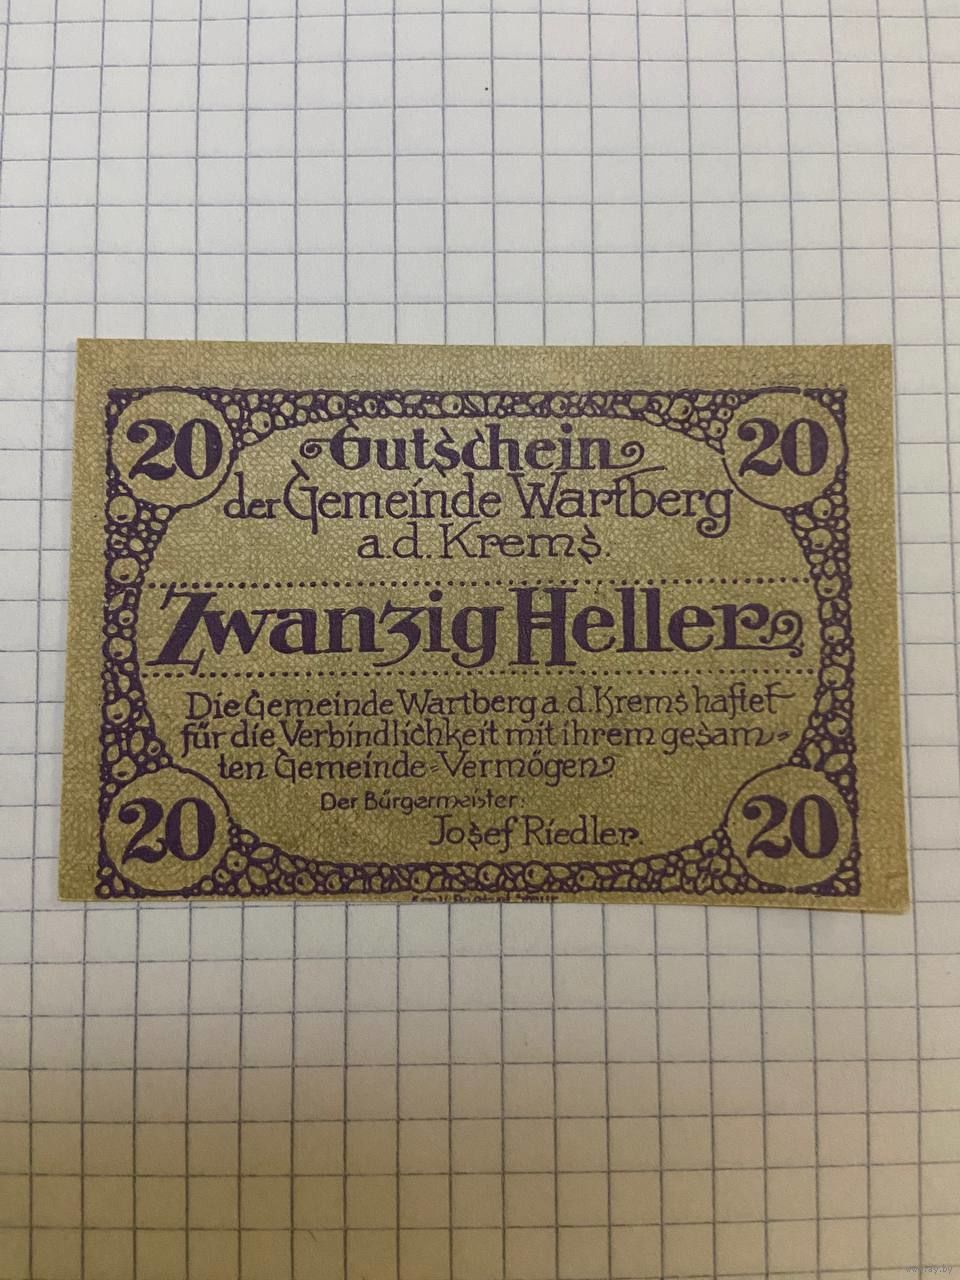 20 20
Gutschein
der Gemeinde Wartberg
a.d. Krems.
Zwanzig Heller
Die Gemeinde Wartberg a. d. Krems haftet
für die Verbindlichkeit mit ihrem gesam-
ten Gemeinde-Vermögen
Der Bürgermeister:
Josef Riedler.
20 20